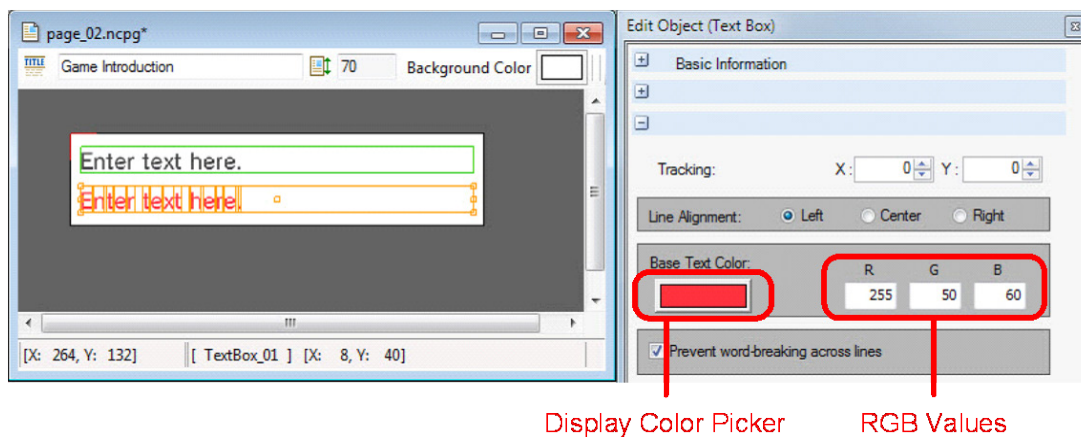 page_02.ncpg*
TITLE Game Introduction 70 Background Color
Enter text here.
Enter text here.
[X: 264, Y: 132] [ TextBox_01 ] [X: 8, Y: 40]
Edit Object (Text Box)
Basic Information
Tracking: X: 0 Y: 0
Line Alignment: Left Center Right
Base Text Color:
R G B
255 50 60
Prevent word-breaking across lines
Display Color Picker RGB Values